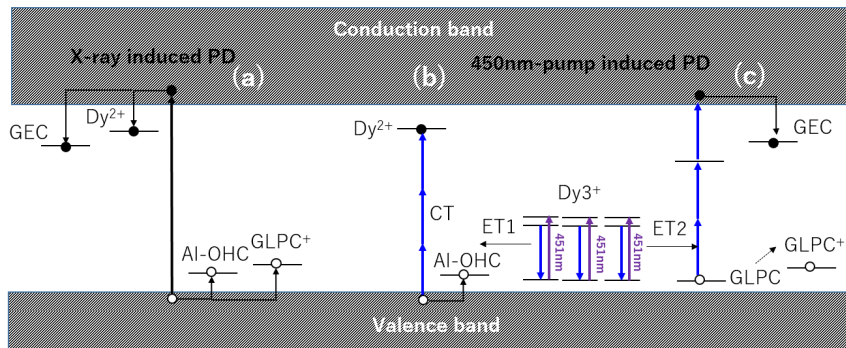 Conduction band
X-ray induced PD
(a)
(b)
450nm-pump induced PD
(c)
GEC
Dy2+
Dy2+
GEC
CT
Dy3+
ET1
451nm
451nm
451nm
ET2
Al-OHC
GLPC+
Al-OHC
GLPC
GLPC+
Valence band